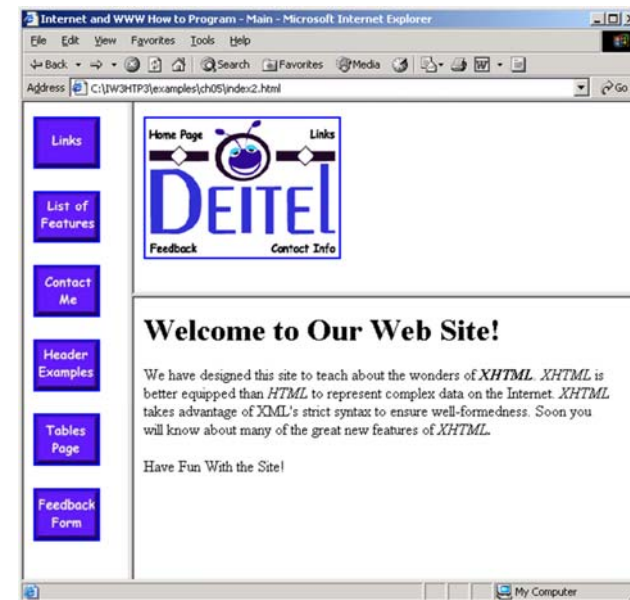 Internet and WWW How to Program - Main - Microsoft Internet Explorer
File Edit View Favorites Tools Help
Back Search Favorites Media
Address C:\IW3HTP3\examples\ch05\index2.html Go
Links
List of
Features
Contact
Me
Header
Examples
Tables
Page
Feedback
Form
Home Page Links
DEITEL
Feedback Contact Info
Welcome to Our Web Site!
We have designed this site to teach about the wonders of XHTML. XHTML is
better equipped than HTML to represent complex data on the Internet. XHTML
takes advantage of XML's strict syntax to ensure well-formedness. Soon you
will know about many of the great new features of XHTML.
Have Fun With the Site!
My Computer